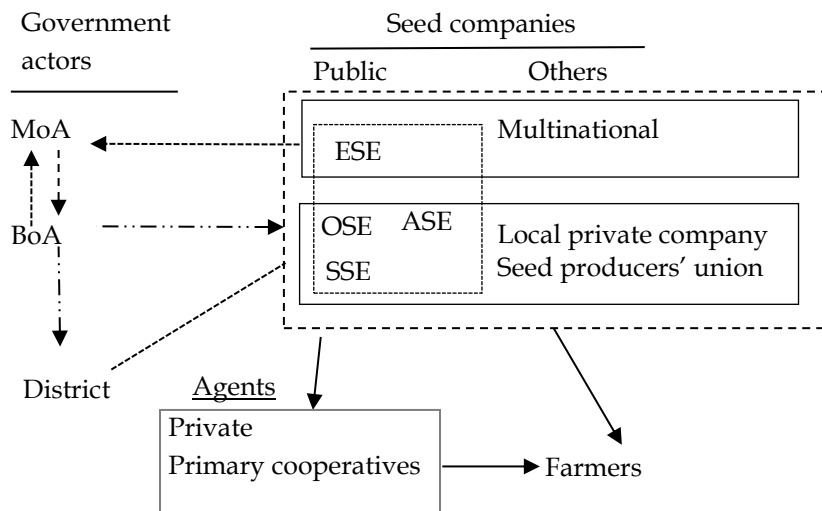 Government
actors
Seed companies
Public
Others
MoA
Multinational
ESE
BoA
OSE
ASE
Local private company
SSE
Seed producers’ union
District
Agents
Private
Primary cooperatives
Farmers